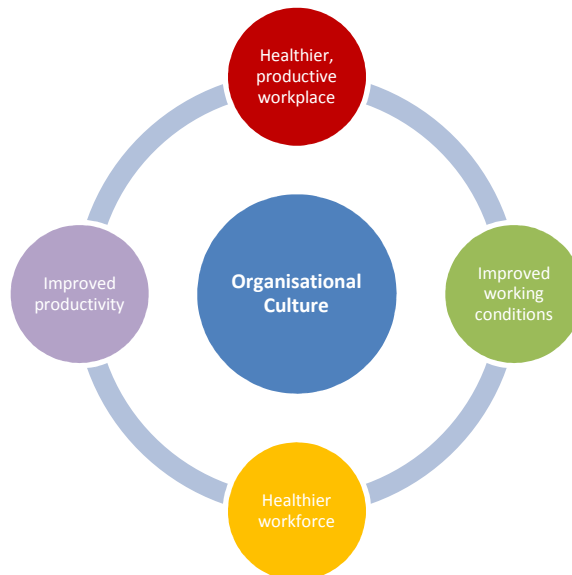 Healthier,
productive
workplace
Improved
productivity
Organisational
Culture
Improved
working
conditions
Healthier
workforce